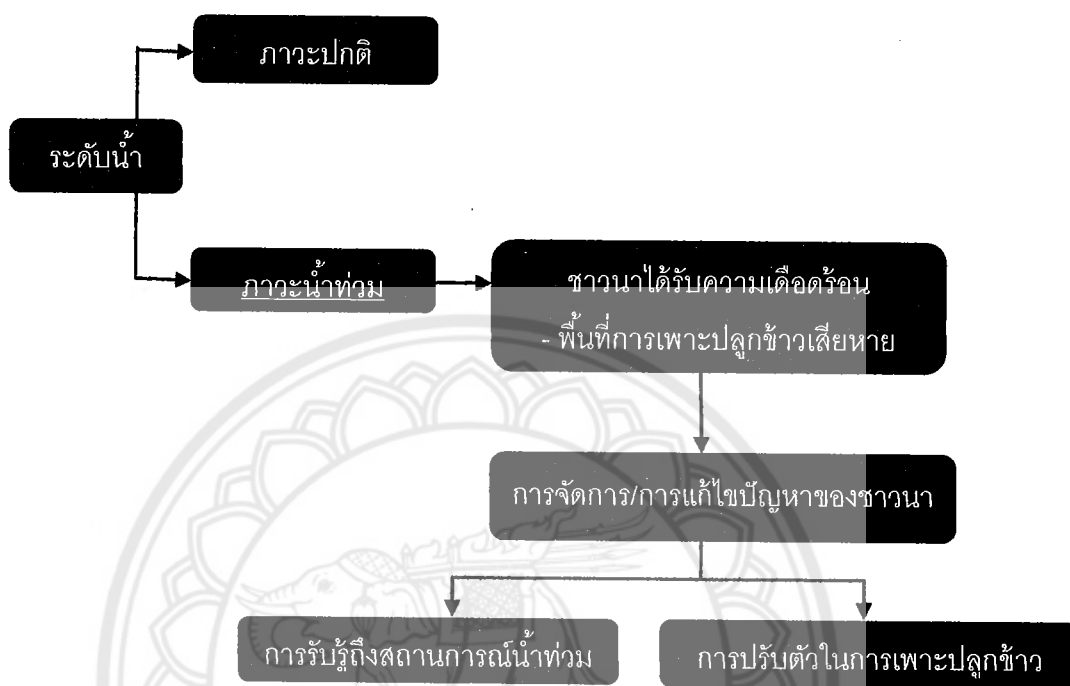 ภาวะปกติ
ระดับน้ำ
ภาวะน้ำท่วม
ชาวนาได้รับความเดือดร้อน
- พื้นที่การเพาะปลูกข้าวเสียหาย
การจัดการ/การแก้ไขปัญหาของชาวนา
การรับรู้ถึงสถานการณ์น้ำท่วม
การปรับตัวในการเพาะปลูกข้าว